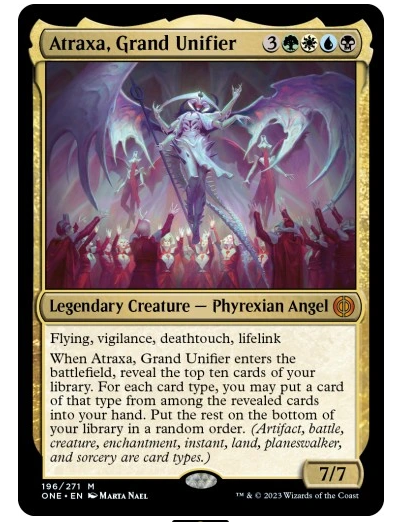 Atraxa, Grand Unifier 3
Legendary Creature — Phyrexian Angel
Flying, vigilance, deathtouch, lifelink
When Atraxa, Grand Unifier enters the
battlefield, reveal the top ten cards of your
library. For each card type, you may put a card
of that type from among the revealed cards
into your hand. Put the rest on the bottom of
your library in a random order. (Artifact, battle,
creature, enchantment, instant, land, planeswalker,
and sorcery are card types.)
7/7
196/271 M
ONE • EN MARTA NAEL ™ & © 2023 Wizards of the Coast